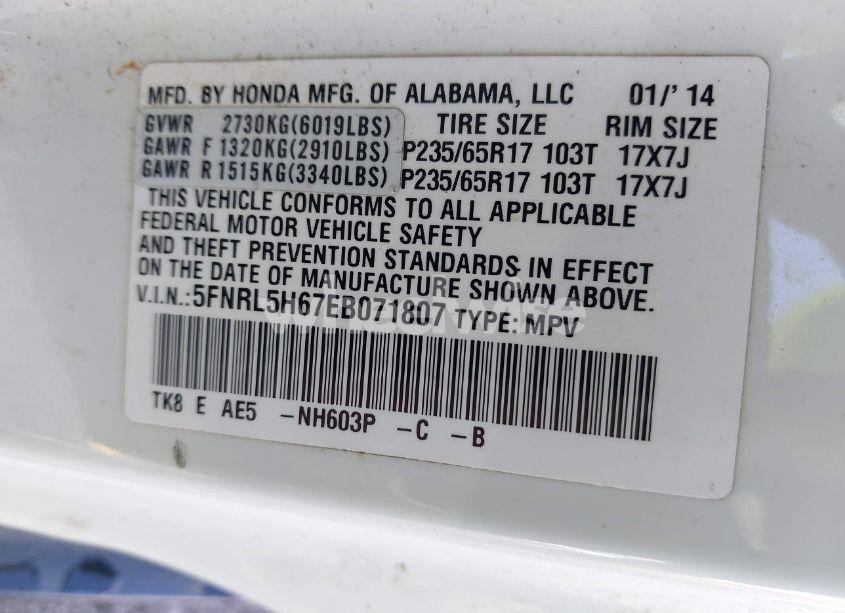 MFD. BY HONDA MFG. OF ALABAMA, LLC 01/'14
GVWR 2730KG(6019LBS) TIRE SIZE RIM SIZE
GAWR F 1320KG(2910LBS) P235/65R17 103T 17X7J
GAWR R 1515KG(3340LBS) P235/65R17 103T 17X7J
THIS VEHICLE CONFORMS TO ALL APPLICABLE
FEDERAL MOTOR VEHICLE SAFETY
AND THEFT PREVENTION STANDARDS IN EFFECT
ON THE DATE OF MANUFACTURE SHOWN ABOVE.
V.I.N.:5FNRL5H67EB071807 TYPE: MPV
TK8 E AE5 -NH603P -C -B